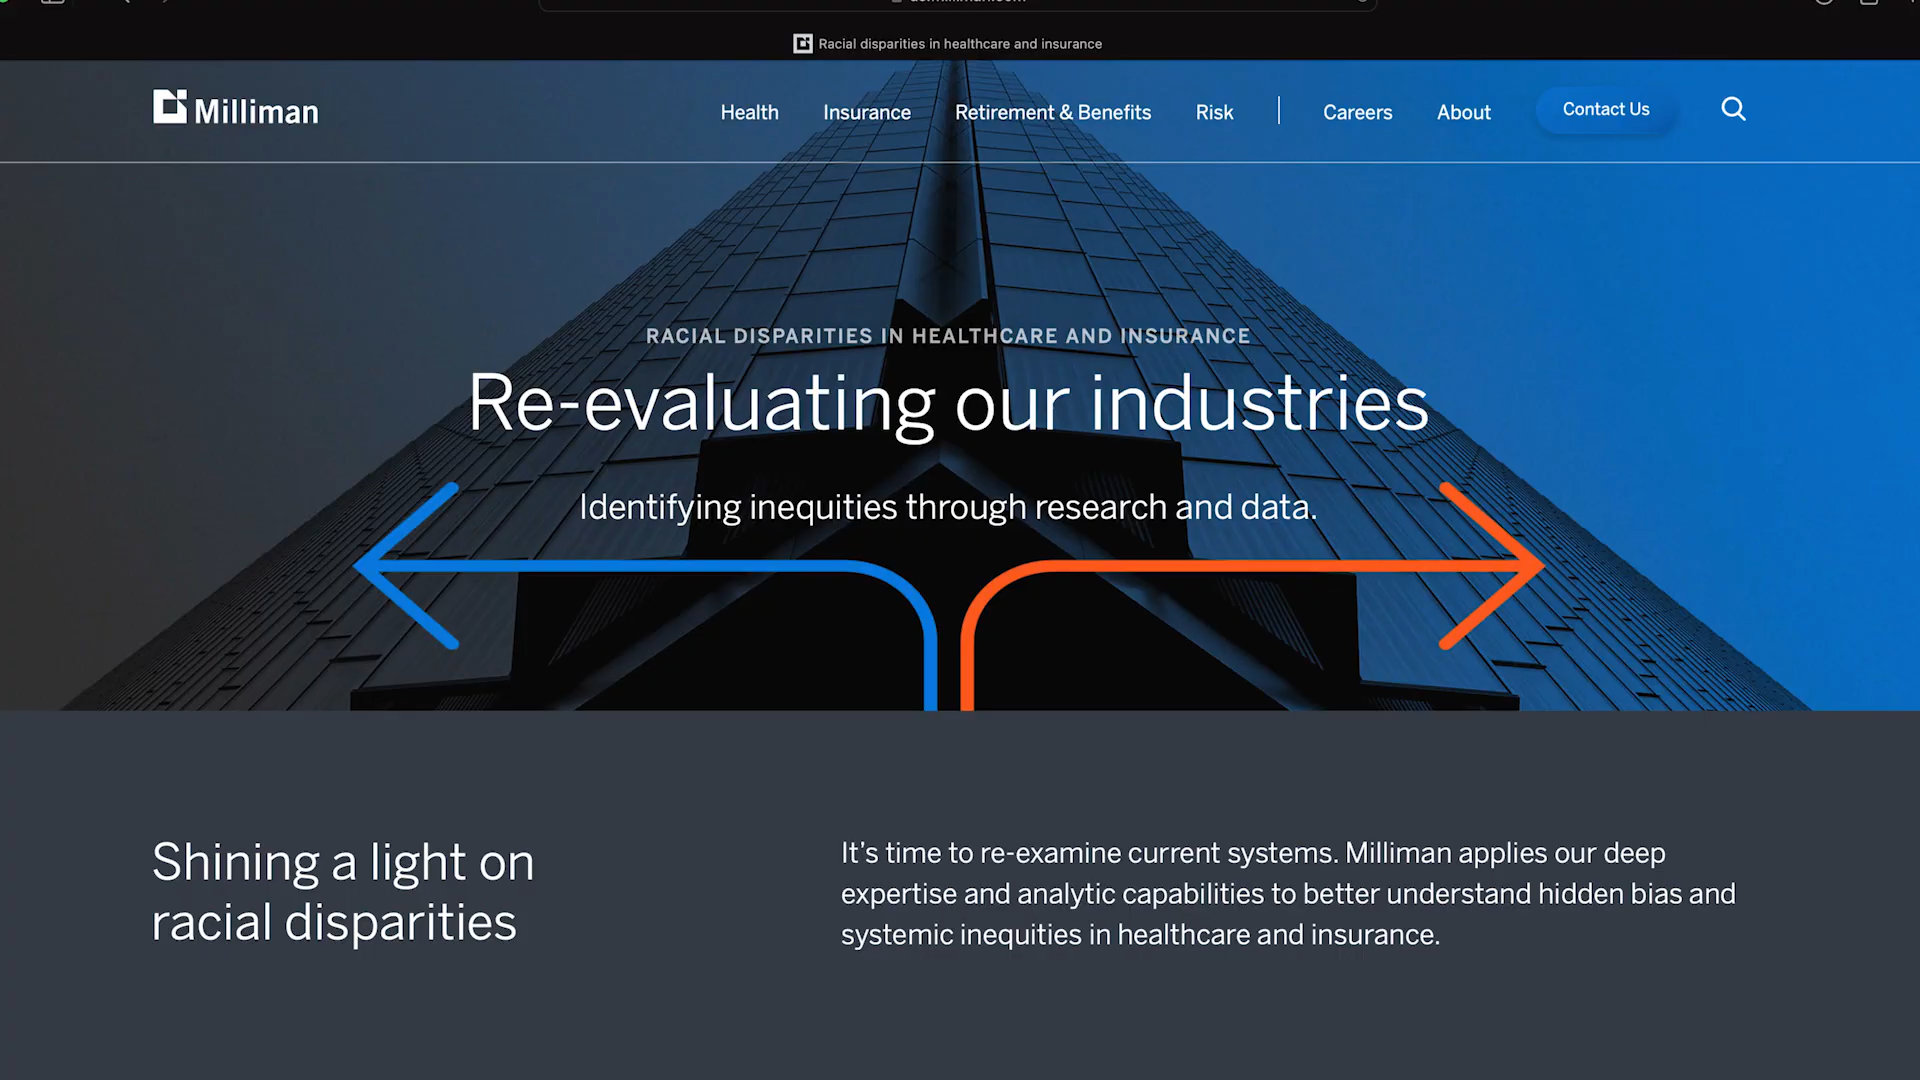 Racial disparities in healthcare and insurance
Milliman
Health
Insurance
Retirement & Benefits
Risk
Careers
About
Contact Us
RACIAL DISPARITIES IN HEALTHCARE AND INSURANCE
Re-evaluating our industries
Identifying inequities through research and data.
Shining a light on
racial disparities
It’s time to re-examine current systems. Milliman applies our deep
expertise and analytic capabilities to better understand hidden bias and
systemic inequities in healthcare and insurance.